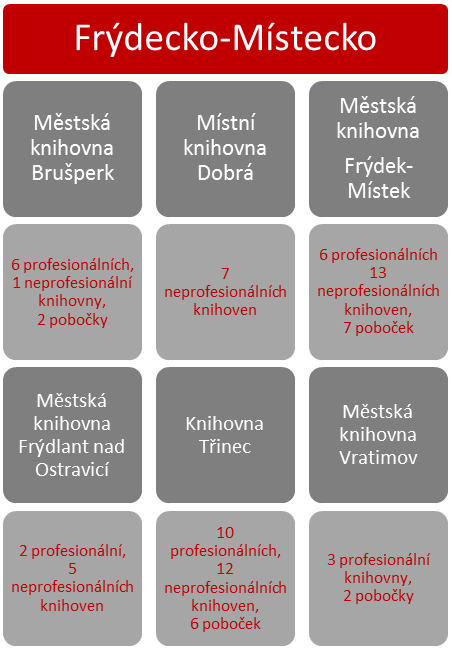 Frýdecko-Místecko
Městská
knihovna
Brušperk
Místní
knihovna
Dobrá
Městská
knihovna
Frýdek-
Místek
6 profesionálních,
1 neprofesionální
knihovny,
2 pobočky
7
neprofesionálních
knihoven
6 profesionálních
13
neprofesionálních
knihoven,
7 poboček
Městská
knihovna
Frýdlant nad
Ostravicí
Knihovna
Třinec
Městská
knihovna
Vratimov
2 profesionální,
5
neprofesionálních
knihoven
10
profesionálních,
12
neprofesionálních
knihoven,
6 poboček
3 profesionální
knihovny,
2 pobočky